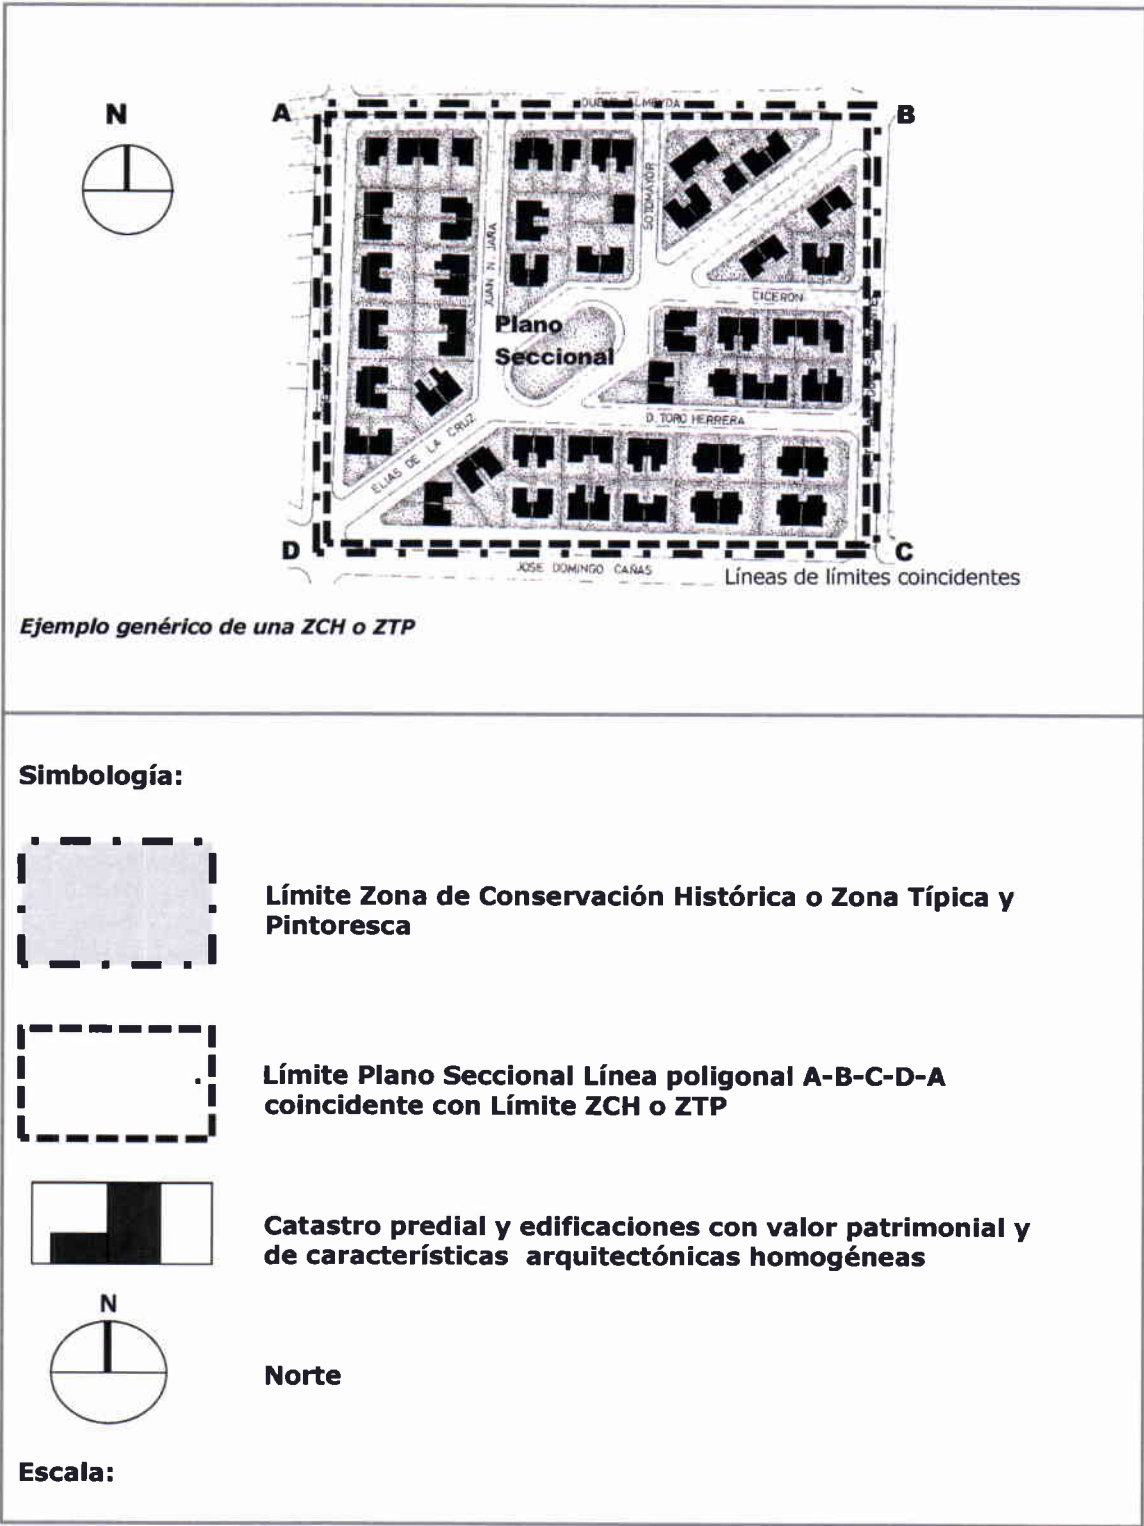 N
A
B
SOTOMAYOR
JUAN N. JARA
CICERON
Plano
Seccional
D. TORO HERRERA
ELIAS DE LA CRUZ
D
C
JOSE DOMINGO CAÑAS
Líneas de límites coincidentes
Ejemplo genérico de una ZCH o ZTP
Simbología:
Límite Zona de Conservación Histórica o Zona Típica y
Pintoresca
Límite Plano Seccional Línea poligonal A-B-C-D-A
coincidente con Límite ZCH o ZTP
Catastro predial y edificaciones con valor patrimonial y
de características arquitectónicas homogéneas
N
Norte
Escala: